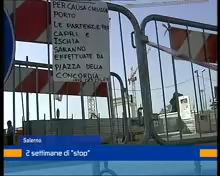 PER CAUSA CHIUSURA
PORTO
LE PARTENZE PER
CAPRI E
ISCHIA
SARANNO
EFFETTUATE
DA
PIAZZA DELLA
CONCORDIA
Salerno
2 settimane di "stop"